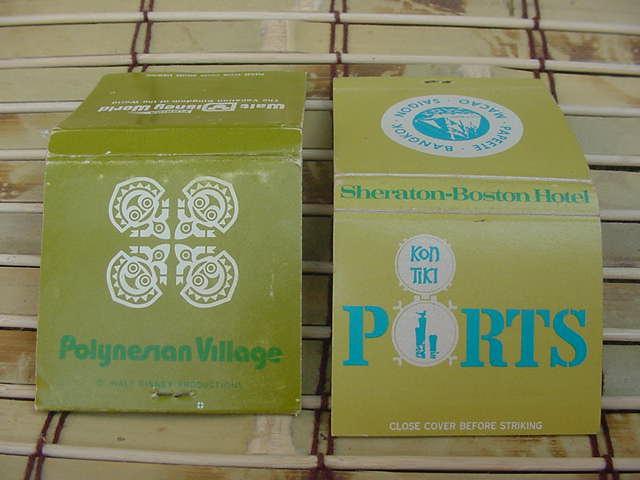 Walt Disney World
The Vacation Kingdom of the World
Polynesian Village
© WALT DISNEY PRODUCTIONS
PAPEETE · BANGKOK · SAIGON · MACAO ·
Sheraton-Boston Hotel
KON
TIKI
PORTS
CLOSE COVER BEFORE STRIKING